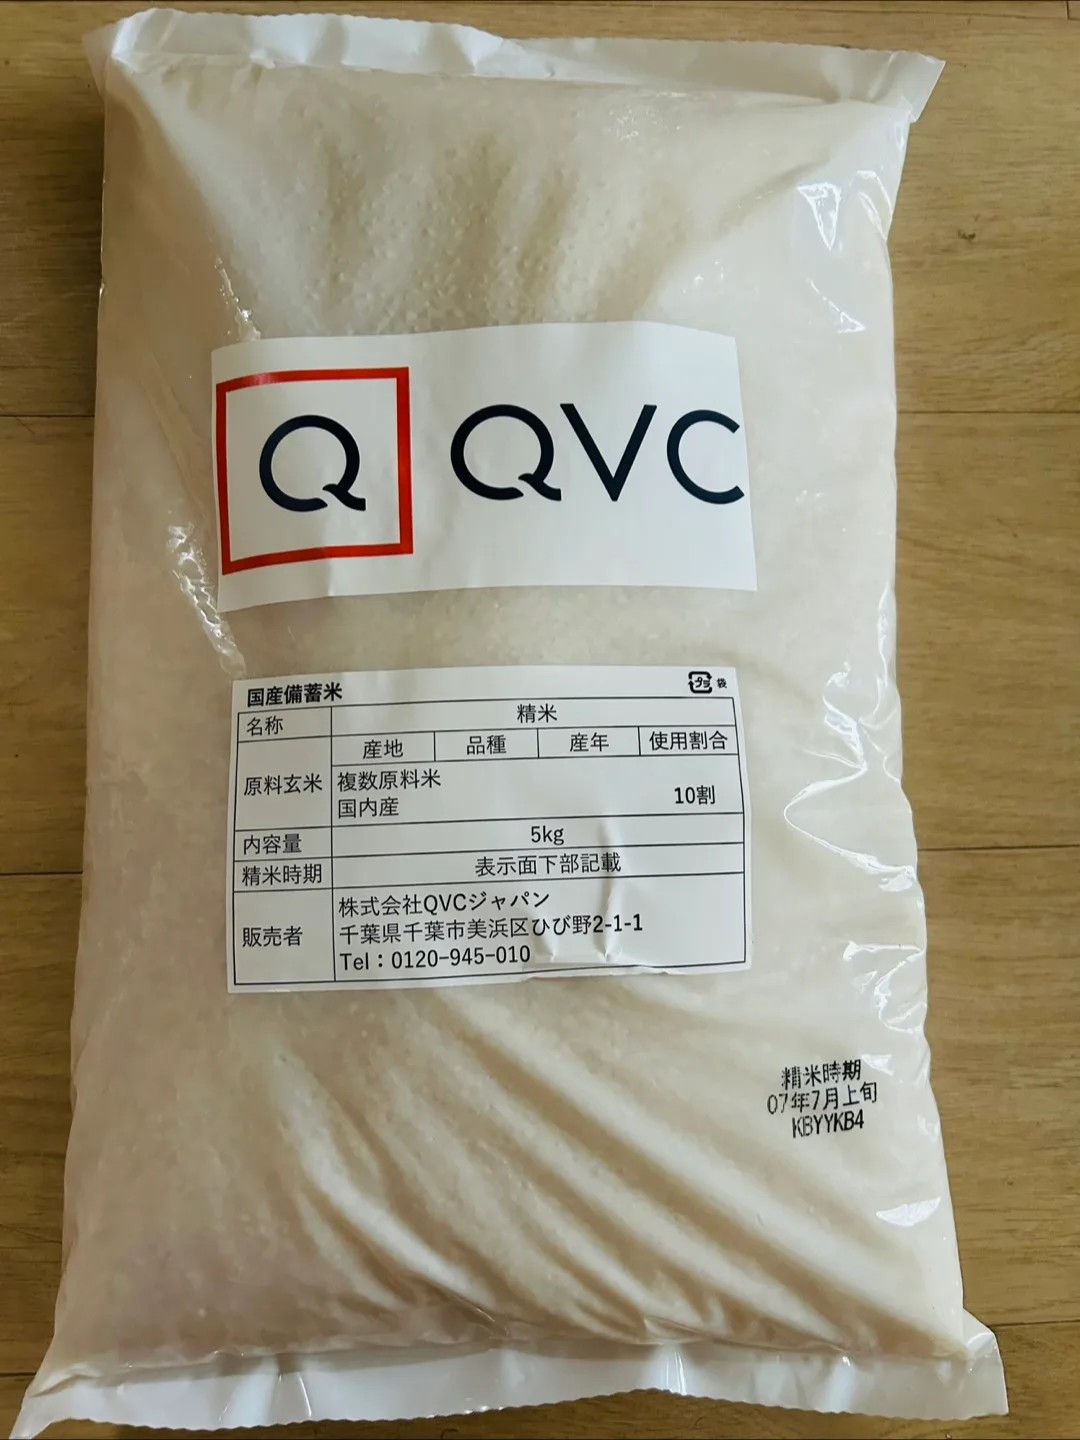 Q QVC
国産備蓄米 プラ 袋
名称 精米
原料玄米 産地 品種 産年 使用割合
複数原料米
国内産 10割
内容量 5kg
精米時期 表示面下部記載
販売者 株式会社QVCジャパン
千葉県千葉市美浜区ひび野2-1-1
Tel：0120-945-010
精米時期
07年7月上旬
KBYYKB4